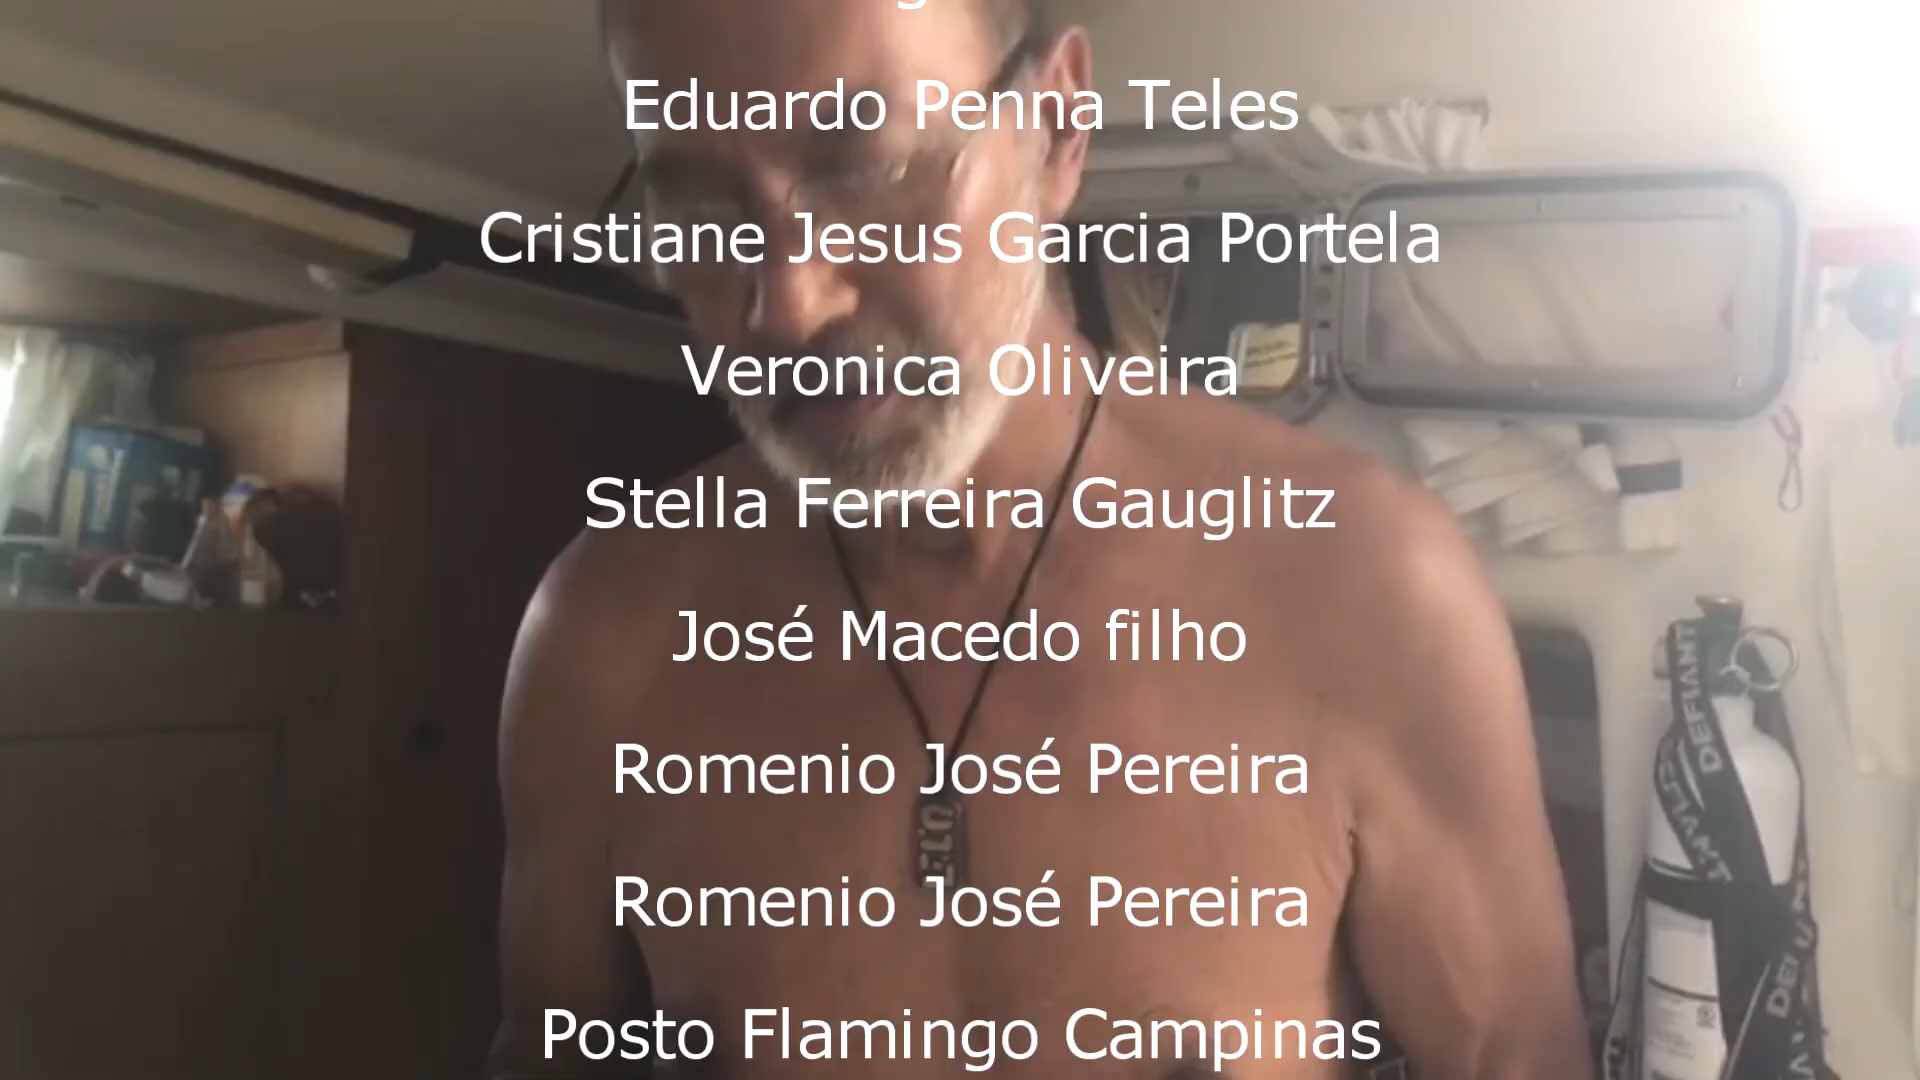 Eduardo Penna Teles
Cristiane Jesus Garcia Portela
Veronica Oliveira
Stella Ferreira Gauglitz
José Macedo filho
Romenio José Pereira
Romenio José Pereira
Posto Flamingo Campinas
DEFIANT